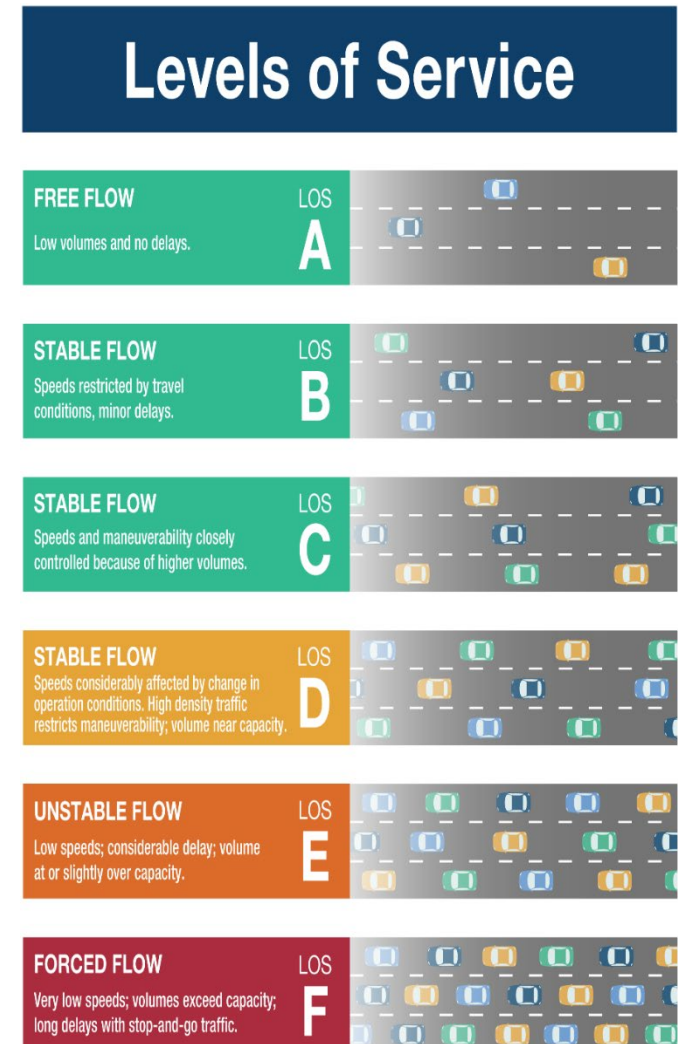 Levels of Service
FREE FLOW
LOS
Low volumes and no delays.
A
STABLE FLOW
LOS
Speeds restricted by travel
conditions, minor delays.
B
STABLE FLOW
LOS
Speeds and maneuverability closely
controlled because of higher volumes.
C
STABLE FLOW
LOS
Speeds considerably affected by change in
operation conditions. High density traffic
restricts maneuverability; volume near capacity.
D
UNSTABLE FLOW
LOS
Low speeds; considerable delay; volume
at or slightly over capacity.
E
FORCED FLOW
LOS
Very low speeds; volumes exceed capacity;
long delays with stop-and-go traffic.
F